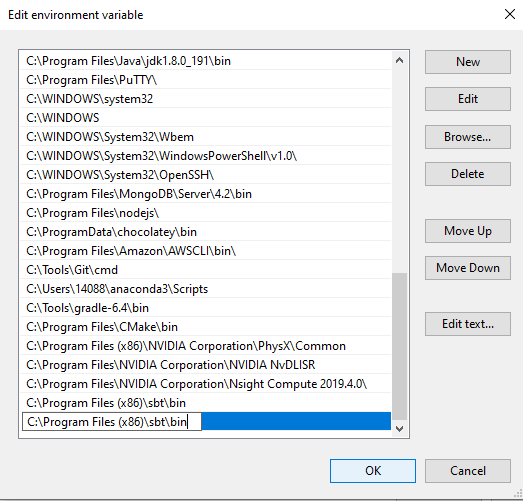 Edit environment variable
C:\Program Files\Java\jdk1.8.0_191\bin
C:\Program Files\PuTTY\
C:\WINDOWS\system32
C:\WINDOWS
C:\WINDOWS\System32\Wbem
C:\WINDOWS\System32\WindowsPowerShell\v1.0\
C:\WINDOWS\System32\OpenSSH\
C:\Program Files\MongoDB\Server\4.2\bin
C:\Program Files\nodejs\
C:\ProgramData\chocolatey\bin
C:\Program Files\Amazon\AWSCLI\bin\
C:\Tools\Git\cmd
C:\Users\14088\anaconda3\Scripts
C:\Tools\gradle-6.4\bin
C:\Program Files\CMake\bin
C:\Program Files (x86)\NVIDIA Corporation\PhysX\Common
C:\Program Files\NVIDIA Corporation\NVIDIA NvDLISR
C:\Program Files\NVIDIA Corporation\Nsight Compute 2019.4.0\
C:\Program Files (x86)\sbt\bin
C:\Program Files (x86)\sbt\bin
New
Edit
Browse...
Delete
Move Up
Move Down
Edit text...
OK
Cancel